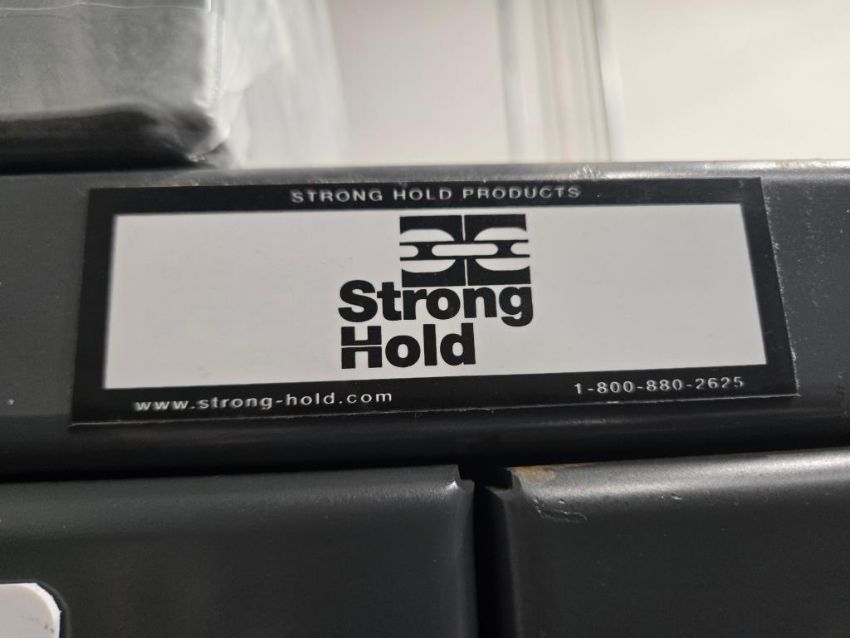 STRONG HOLD PRODUCTS
Strong
Hold
www.strong-hold.com
1-800-880-2625